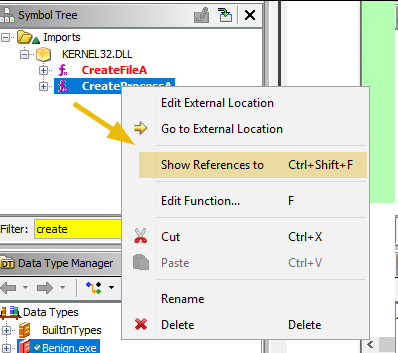 Symbol Tree
Imports
KERNEL32.DLL
CreateFileA
CreateProcessA
Edit External Location
Go to External Location
Show References to Ctrl+Shift+F
Edit Function... F
Cut Ctrl+X
Paste Ctrl+V
Rename
Delete Delete
Filter: create
DT Data Type Manager
Data Types
BuiltInTypes
Benign.exe